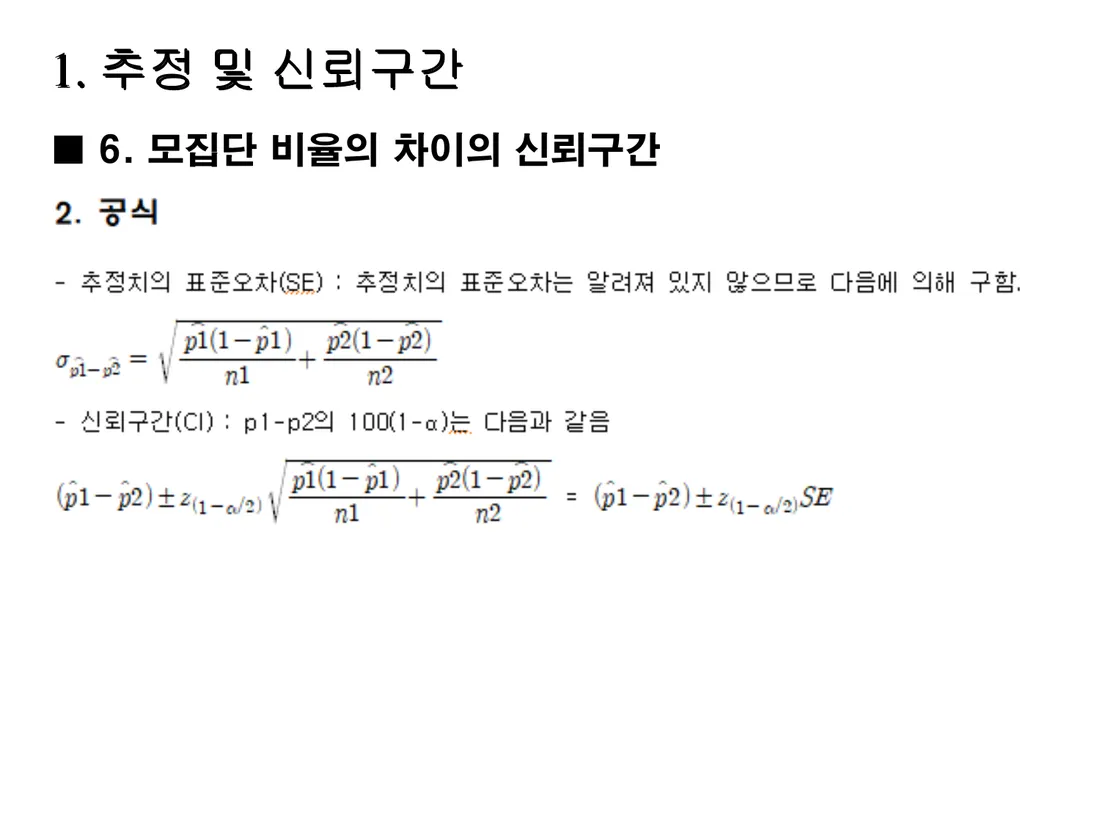 1. 추정 및 신뢰구간
■ 6. 모집단 비율의 차이의 신뢰구간
2. 공식
- 추정치의 표준오차(SE) : 추정치의 표준오차는 알려져 있지 않으므로 다음에 의해 구함.
σ_{p̂1-p̂2} = √(p̂1(1-p̂1)/n1 + p̂2(1-p̂2)/n2)
- 신뢰구간(CI) : p1-p2의 100(1-α)는 다음과 같음
(p̂1-p̂2)±z_{(1-α/2)}√(p̂1(1-p̂1)/n1 + p̂2(1-p̂2)/n2) = (p̂1-p̂2)±z_{(1-α/2)}SE